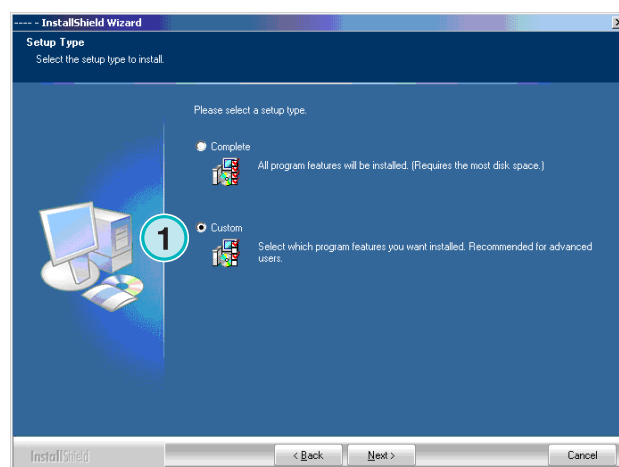 ---- - InstallShield Wizard
Setup Type
Select the setup type to install.
Please select a setup type.
Complete
All program features will be installed. (Requires the most disk space.)
1
Custom
Select which program features you want installed. Recommended for advanced
users.
InstallShield
< Back
Next >
Cancel